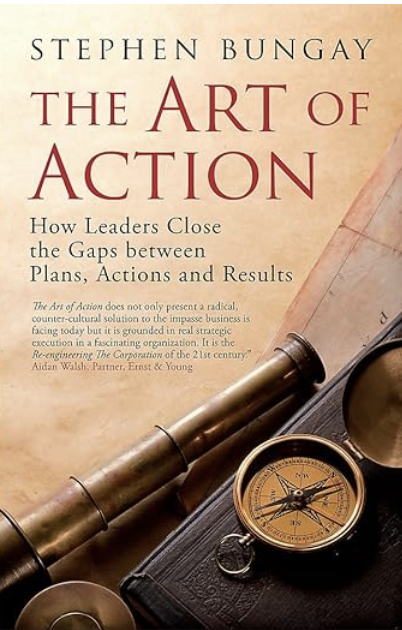 STEPHEN BUNGAY
THE ART OF
ACTION
How Leaders Close
the Gaps between
Plans, Actions and Results
The Art of Action does not only present a radical,
counter-cultural solution to the impasse business is
facing today but it is grounded in real strategic
execution in a fascinating organization. It is the
Re-engineering The Corporation of the 21st century."
Aidan Walsh, Partner, Ernst & Young